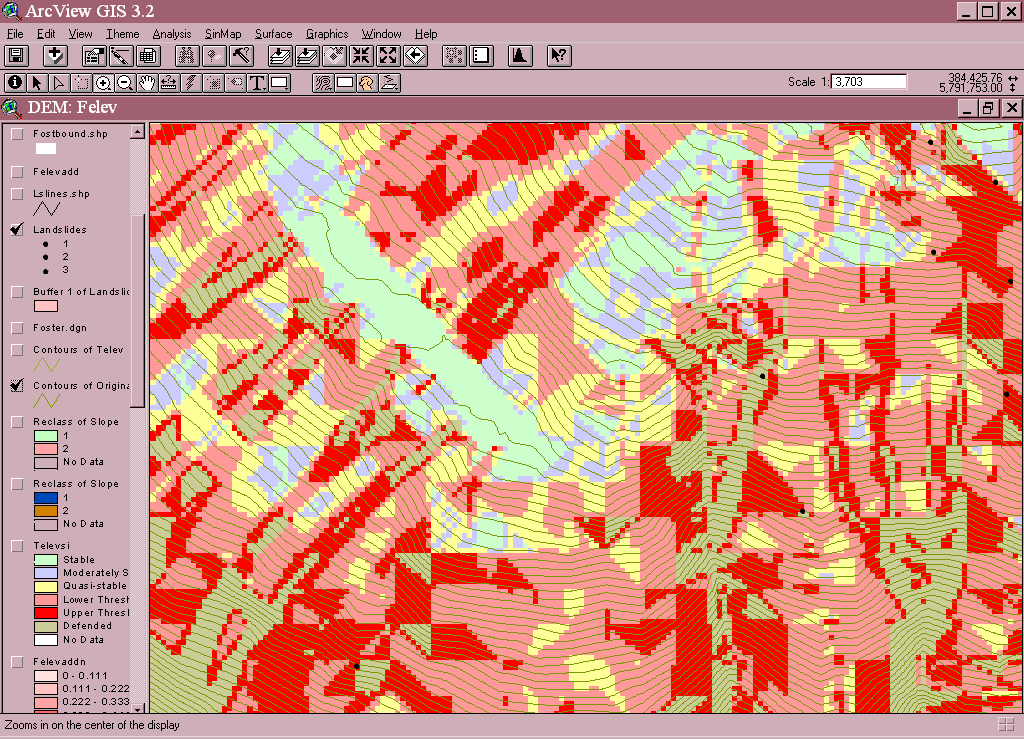 ArcView GIS 3.2
File Edit View Theme Analysis SinMap Surface Graphics Window Help
Scale 1: 3,703
384,425.76
5,791,753.00
DEM: Felev
Fostbound.shp
Felevadd
Lslines.shp
Landslides
1
2
3
Buffer 1 of Landslid
Foster.dgn
Contours of Telev
Contours of Origina
Reclass of Slope
1
2
No Data
Reclass of Slope
1
2
No Data
Televsi
Stable
Moderately S
Quasi-stable
Lower Thresh
Upper Thresh
Defended
No Data
Felevaddn
0 - 0.111
0.111 - 0.222
0.222 - 0.333
Zooms in on the center of the display